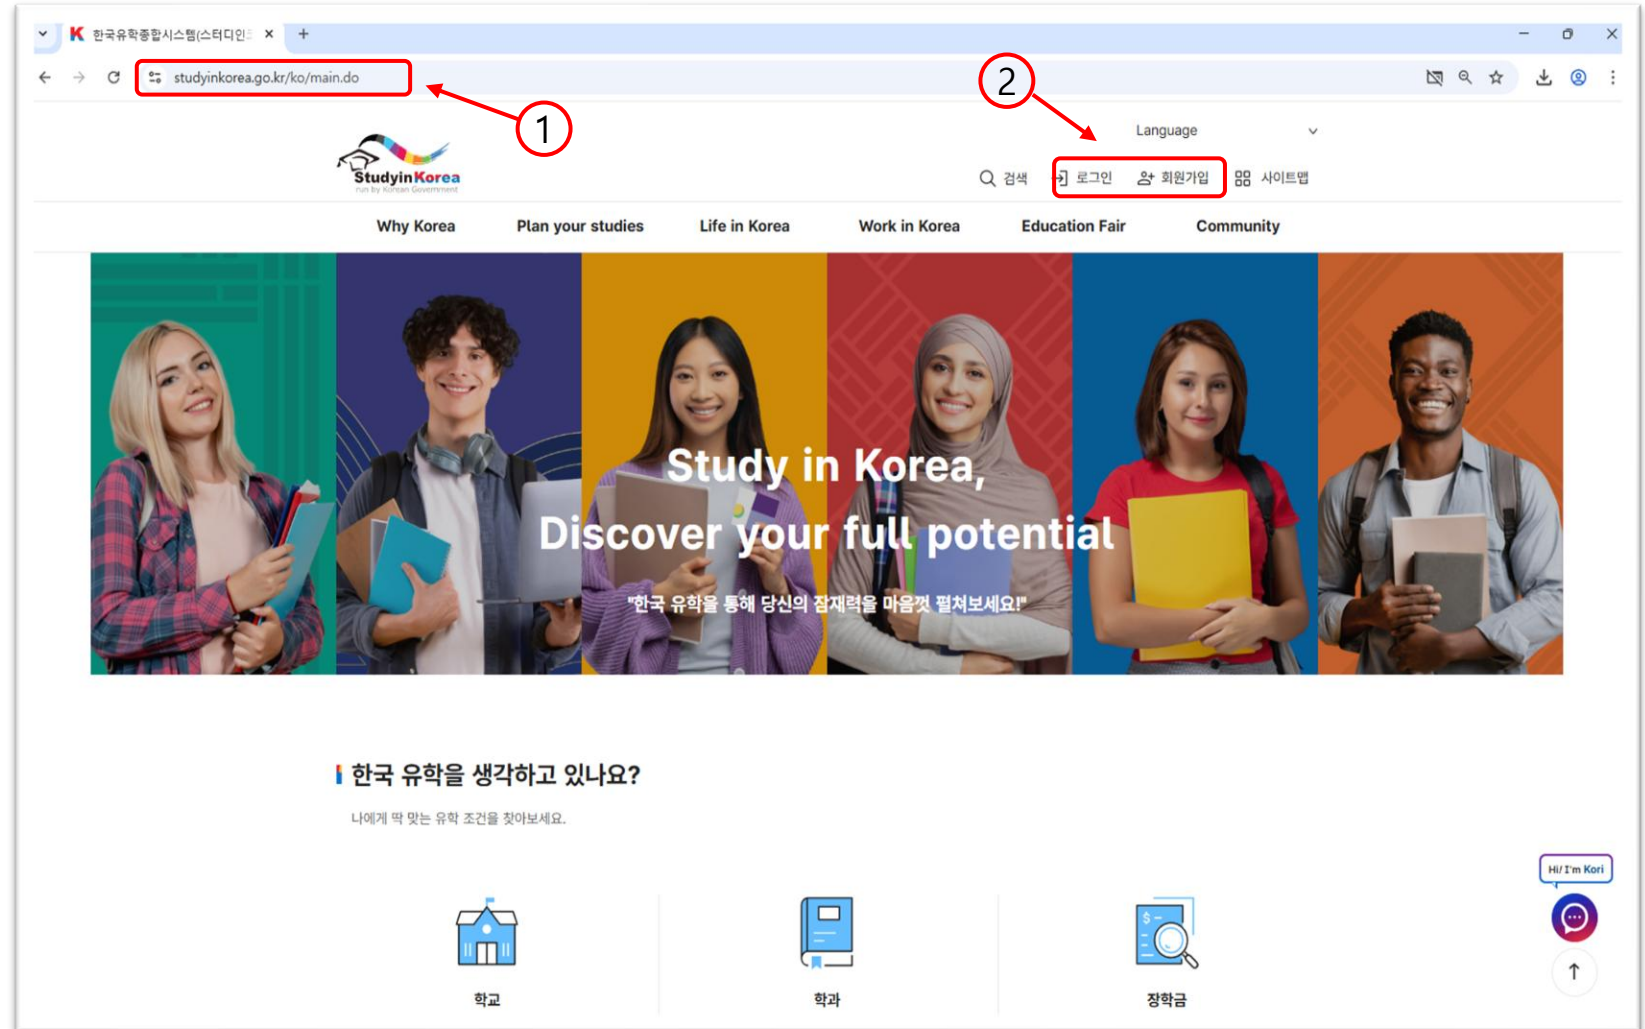 한국유학종합시스템(스터디인
studyinkorea.go.kr/ko/main.do
1
2
Language
StudyinKorea
run by Korean Government
검색 로그인 회원가입 사이트맵
Why Korea Plan your studies Life in Korea Work in Korea Education Fair Community
Study in Korea,
Discover your full potential
"한국 유학을 통해 당신의 잠재력을 마음껏 펼쳐보세요!"
한국 유학을 생각하고 있나요?
나에게 딱 맞는 유학 조건을 찾아보세요.
Hi! I'm Kori
학교 학과 장학금